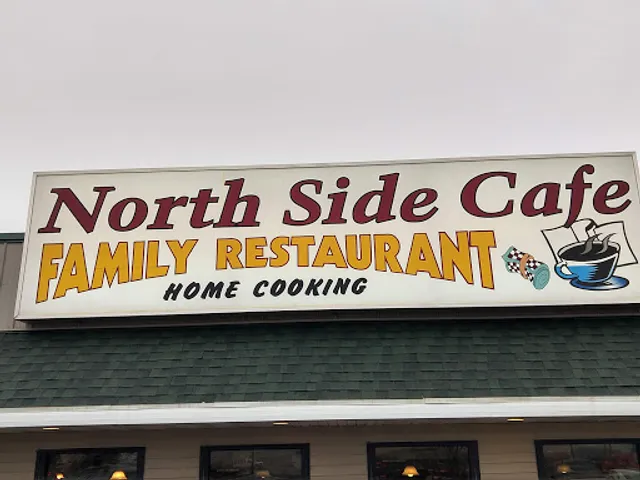 North Side Cafe
FAMILY RESTAURANT
HOME COOKING